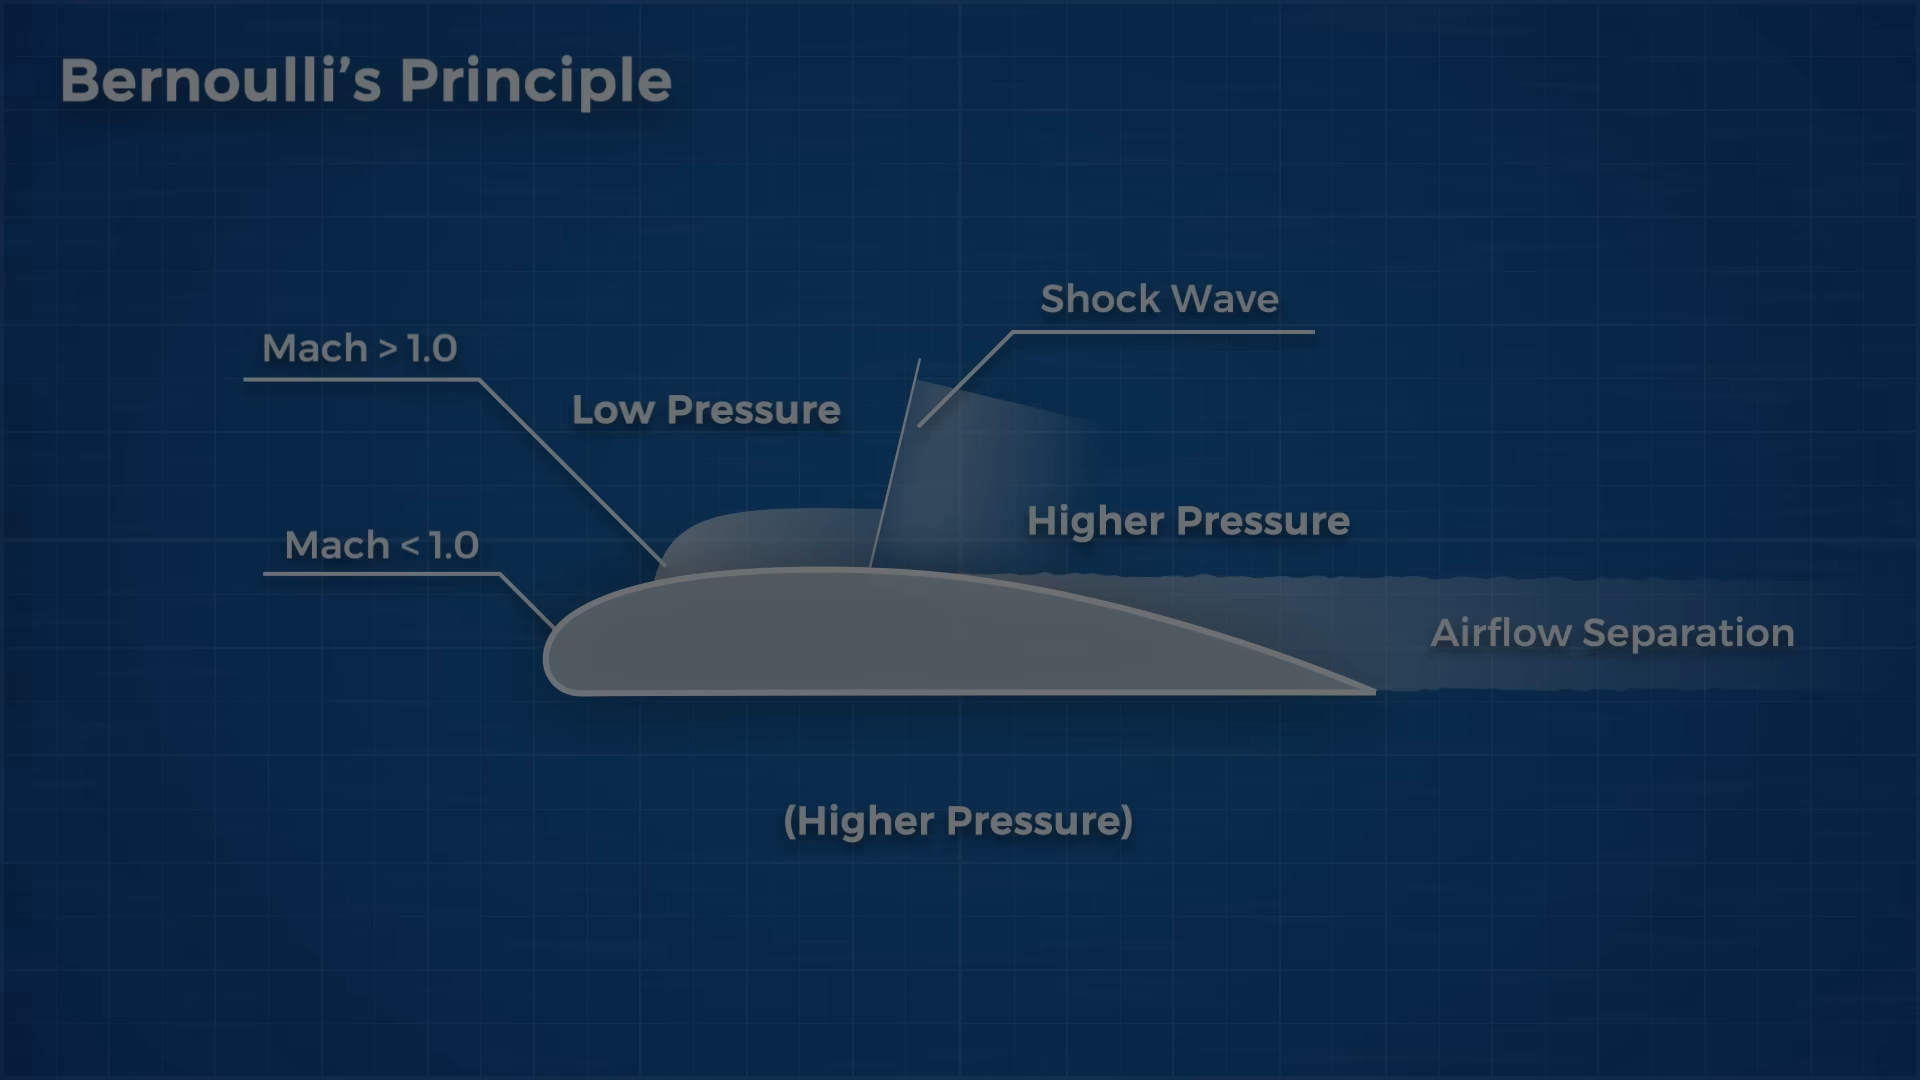 Bernoulli’s Principle
Shock Wave
Mach > 1.0
Low Pressure
Higher Pressure
Mach < 1.0
Airflow Separation
(Higher Pressure)